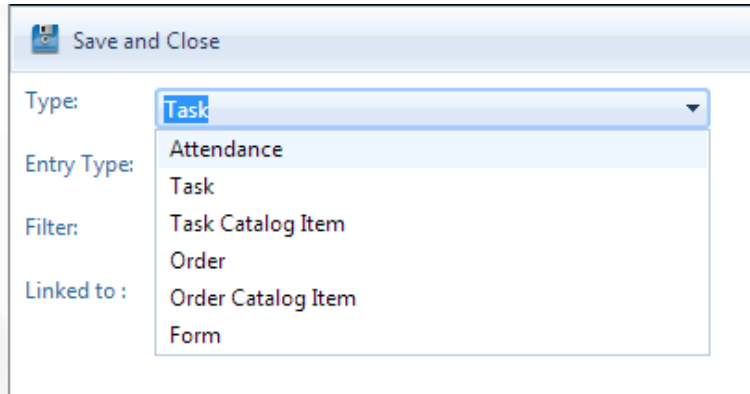 Save and Close
Type:
Task
Attendance
Entry Type:
Task
Task Catalog Item
Filter:
Order
Linked to :
Order Catalog Item
Form